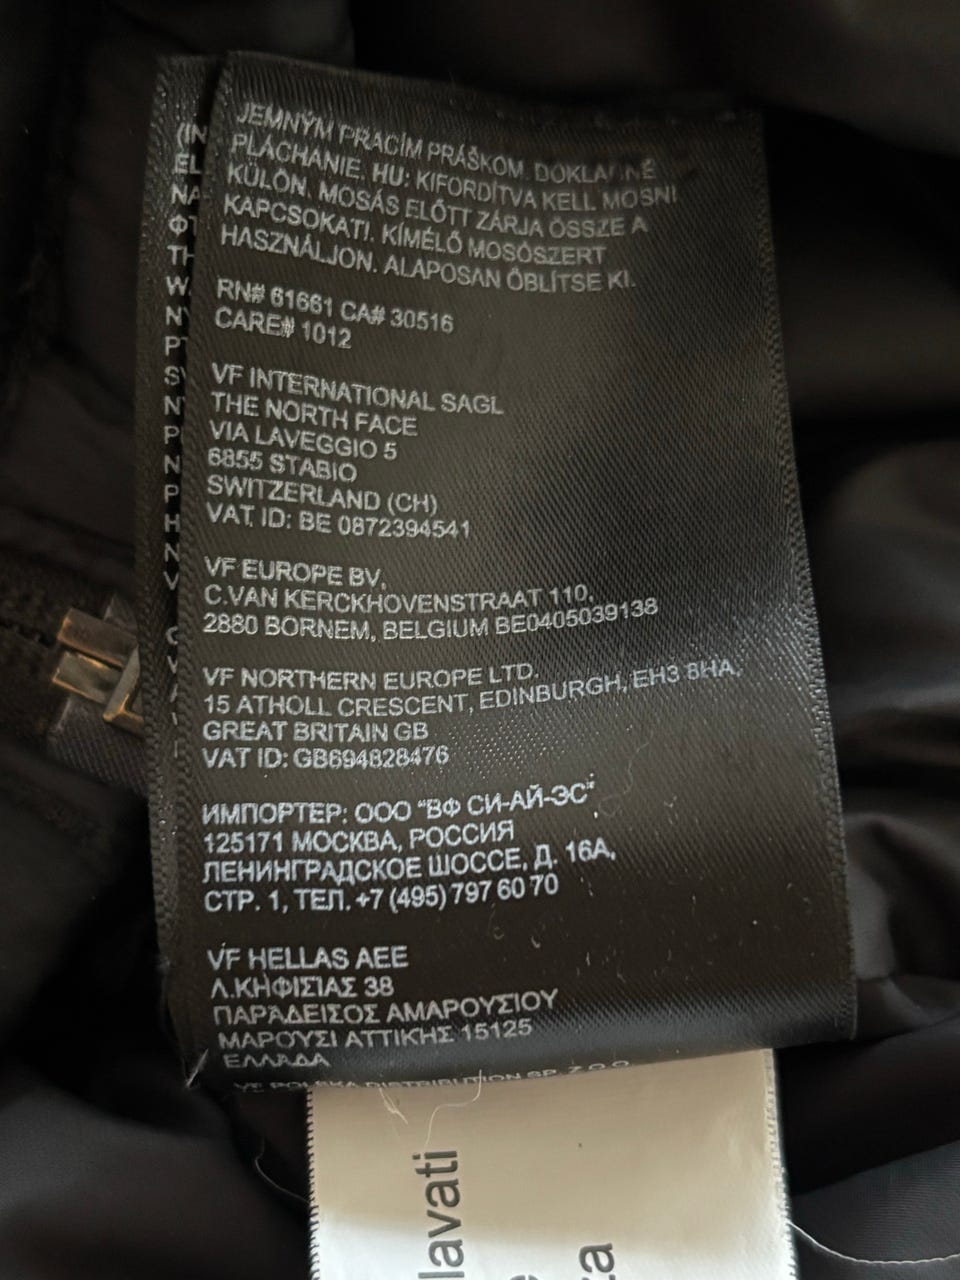 JEMNÝM PRACÍM PRÁŠKOM. DOKLADNÉ
PLÁCHANIE. HU: KIFORDÍTVA KELL MOSNI
KÜLÖN. MOSÁS ELŐTT ZÁRJA ÖSSZE A
KAPCSOKATI. KÍMÉLŐ MOSÓSZERT
HASZNÁLJON. ALAPOSAN ÖBLÍTSE KI.
RN# 61661 CA# 30516
CARE# 1012
VF INTERNATIONAL SAGL
THE NORTH FACE
VIA LAVEGGIO 5
6855 STABIO
SWITZERLAND (CH)
VAT ID: BE 0872394541
VF EUROPE BV,
C.VAN KERCKHOVENSTRAAT 110,
2880 BORNEM, BELGIUM BE0405039138
VF NORTHERN EUROPE LTD.
15 ATHOLL CRESCENT, EDINBURGH, EH3 8HA,
GREAT BRITAIN GB
VAT ID: GB694828476
ИМПОРТЕР: ООО "ВФ СИ-АЙ-ЭС"
125171 МОСКВА, РОССИЯ
ЛЕНИНГРАДСКОЕ ШОССЕ, Д. 16А,
СТР. 1, ТЕЛ. +7 (495) 797 60 70
VF HELLAS AEE
Λ.ΚΗΦΙΣΙΑΣ 38
ΠΑΡΑΔΕΙΣΟΣ ΑΜΑΡΟΥΣΙΟΥ
ΜΑΡΟΥΣΙ ΑΤΤΙΚΗΣ 15125
ΕΛΛΑΔΑ
VF POLSKA DISTRIBUTION SP. Z O.O.
lavati